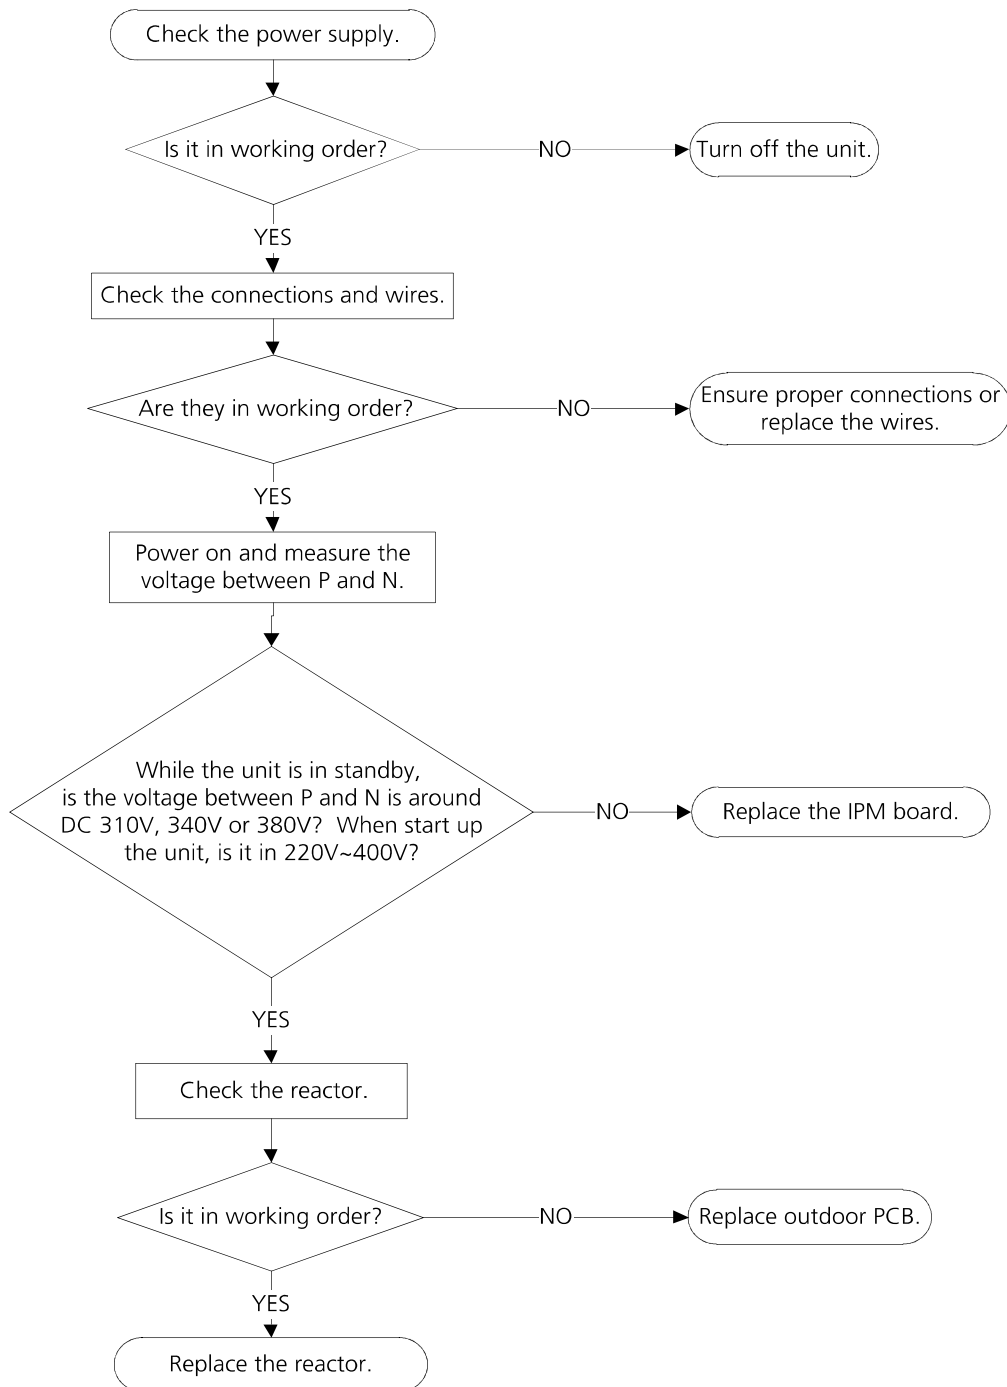 Check the power supply.
Is it in working order?
NO
Turn off the unit.
YES
Check the connections and wires.
Are they in working order?
NO
Ensure proper connections or
replace the wires.
YES
Power on and measure the
voltage between P and N.
While the unit is in standby,
is the voltage between P and N is around
DC 310V, 340V or 380V? When start up
the unit, is it in 220V~400V?
NO
Replace the IPM board.
YES
Check the reactor.
Is it in working order?
NO
Replace outdoor PCB.
YES
Replace the reactor.